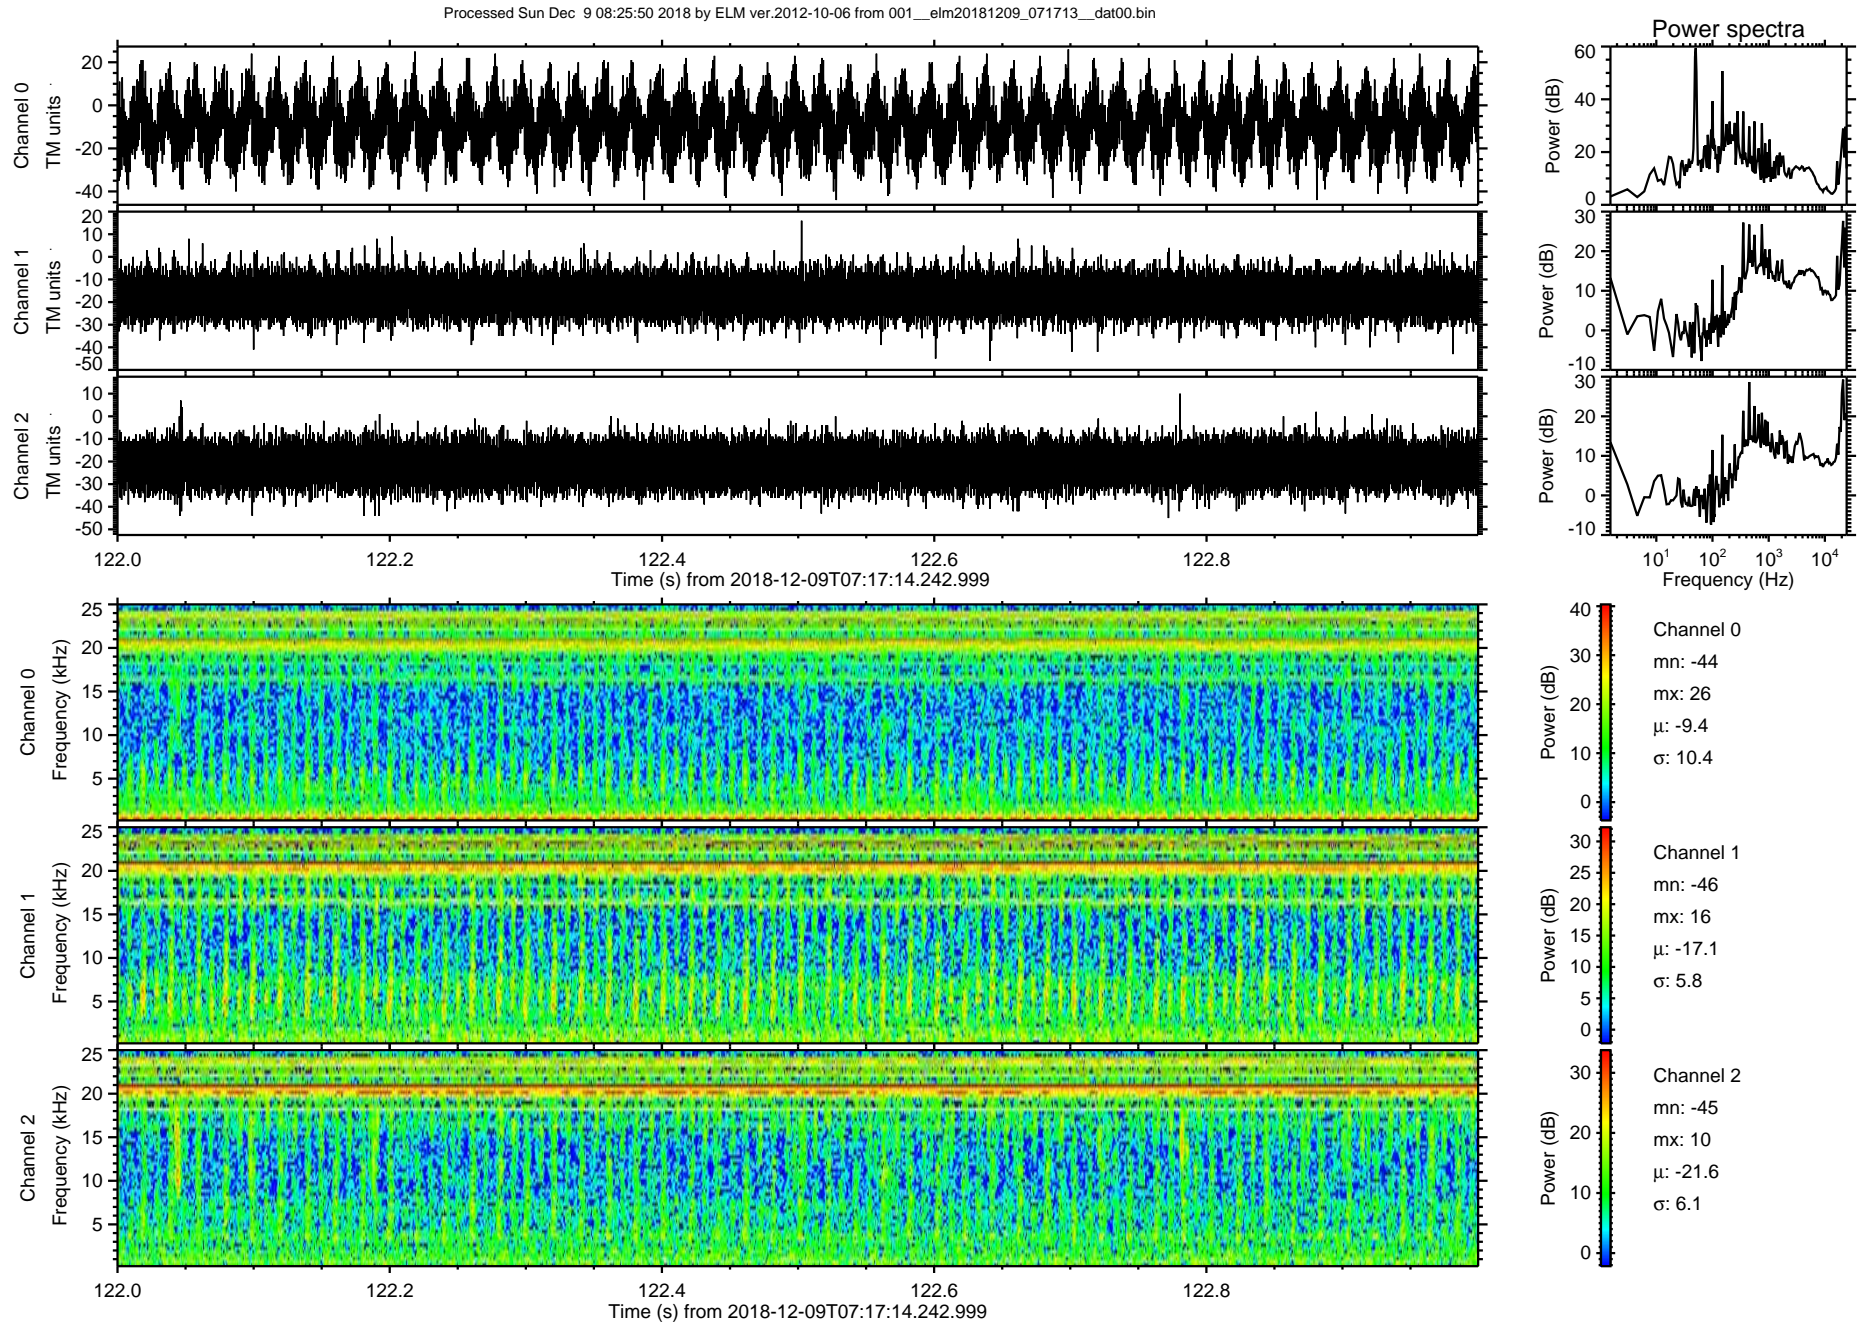 Processed Sun Dec  9 08:25:50 2018 by ELM ver.2012-10-06 from 001__elm20181209_071713__dat00.bin
Power spectra
Channel 0
TM units
20
0
-20
-40
Power (dB)
60
40
20
0
Channel 1
TM units
20
10
0
-10
-20
-30
-40
-50
Power (dB)
30
20
10
0
-10
Channel 2
TM units
10
0
-10
-20
-30
-40
-50
Power (dB)
30
20
10
0
-10
122.0 122.2 122.4 122.6 122.8
Time (s) from 2018-12-09T07:17:14.242.999
10¹ 10² 10³ 10⁴
Frequency (Hz)
Channel 0
Frequency (kHz)
25
20
15
10
5
Power (dB)
40
30
20
10
0
Channel 0
mn: -44
mx: 26
μ: -9.4
σ: 10.4
Channel 1
Frequency (kHz)
25
20
15
10
5
Power (dB)
30
25
20
15
10
5
0
Channel 1
mn: -46
mx: 16
μ: -17.1
σ: 5.8
Channel 2
Frequency (kHz)
25
20
15
10
5
Power (dB)
30
20
10
0
Channel 2
mn: -45
mx: 10
μ: -21.6
σ: 6.1
122.0 122.2 122.4 122.6 122.8
Time (s) from 2018-12-09T07:17:14.242.999